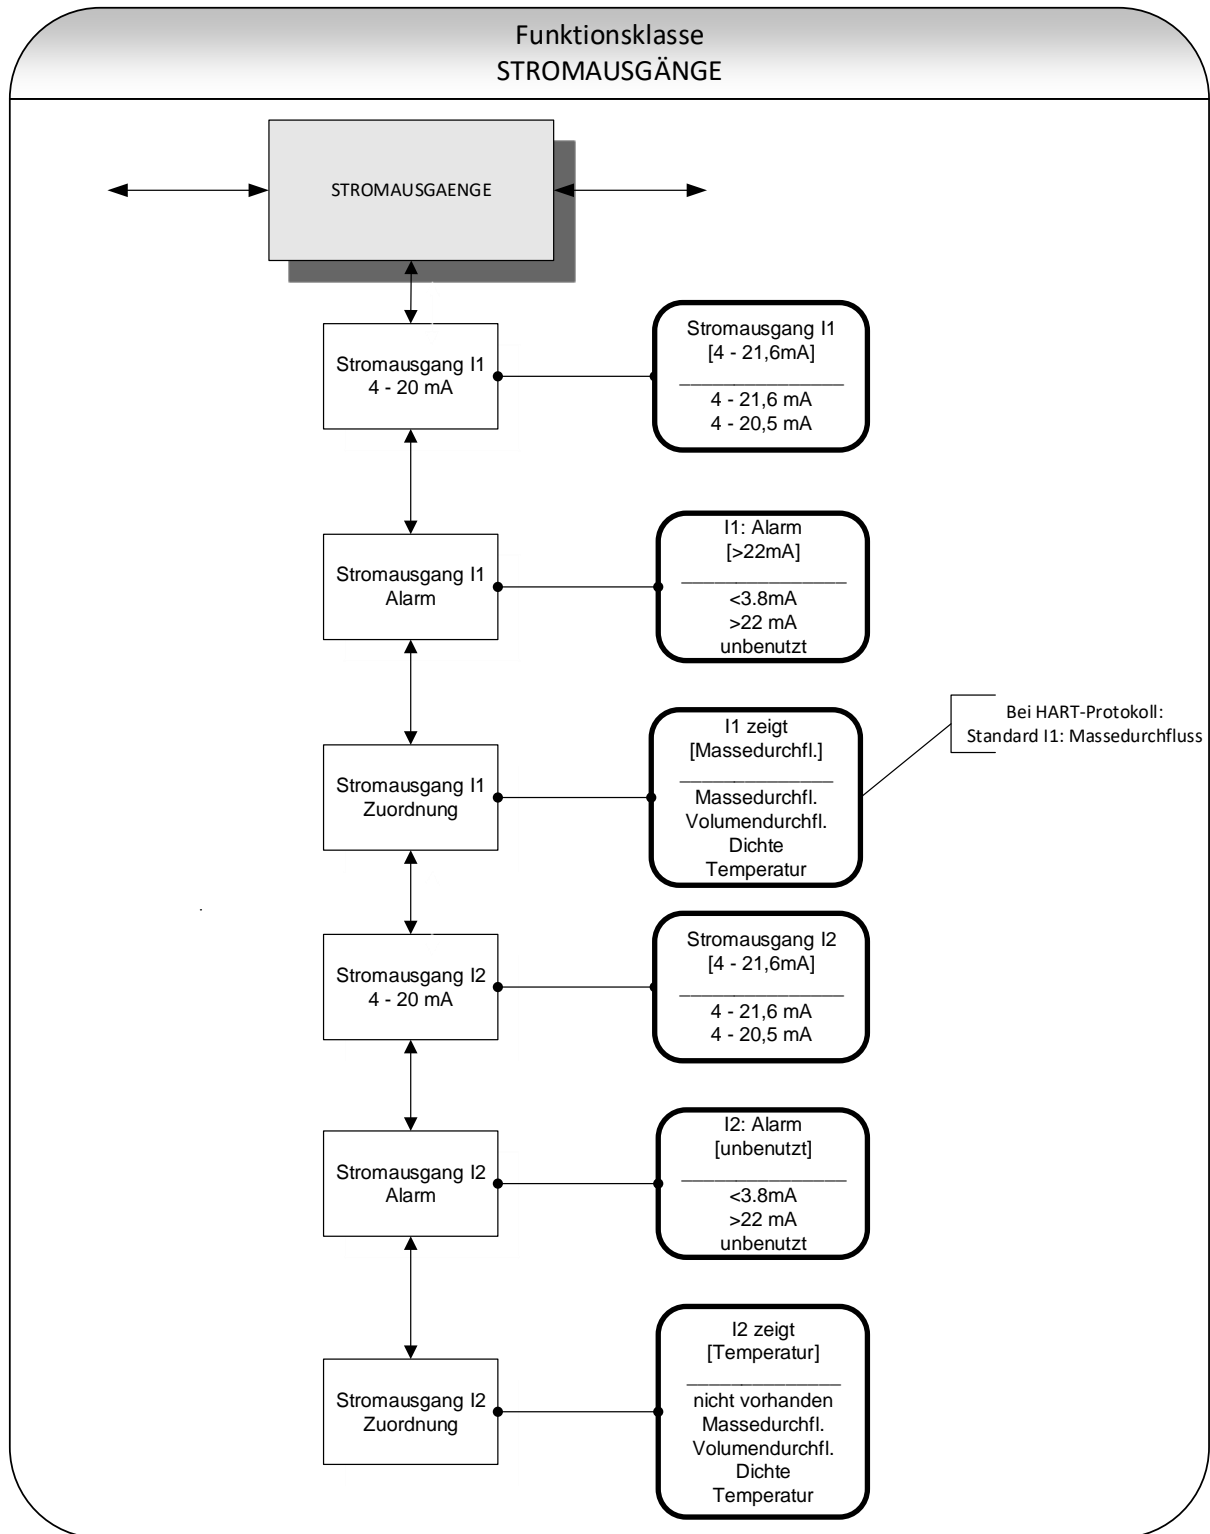 Funktionsklasse
STROMAUSGÄNGE
STROMAUSGAENGE
Stromausgang I1
4 - 20 mA
Stromausgang I1
[4 - 21,6mA]
4 - 21,6 mA
4 - 20,5 mA
Stromausgang I1
Alarm
I1: Alarm
[>22mA]
<3.8mA
>22 mA
unbenutzt
Stromausgang I1
Zuordnung
I1 zeigt
[Massedurchfl.]
Massedurchfl.
Volumendurchfl.
Dichte
Temperatur
Bei HART-Protokoll:
Standard I1: Massedurchfluss
Stromausgang I2
4 - 20 mA
Stromausgang I2
[4 - 21,6mA]
4 - 21,6 mA
4 - 20,5 mA
Stromausgang I2
Alarm
I2: Alarm
[unbenutzt]
<3.8mA
>22 mA
unbenutzt
Stromausgang I2
Zuordnung
I2 zeigt
[Temperatur]
nicht vorhanden
Massedurchfl.
Volumendurchfl.
Dichte
Temperatur